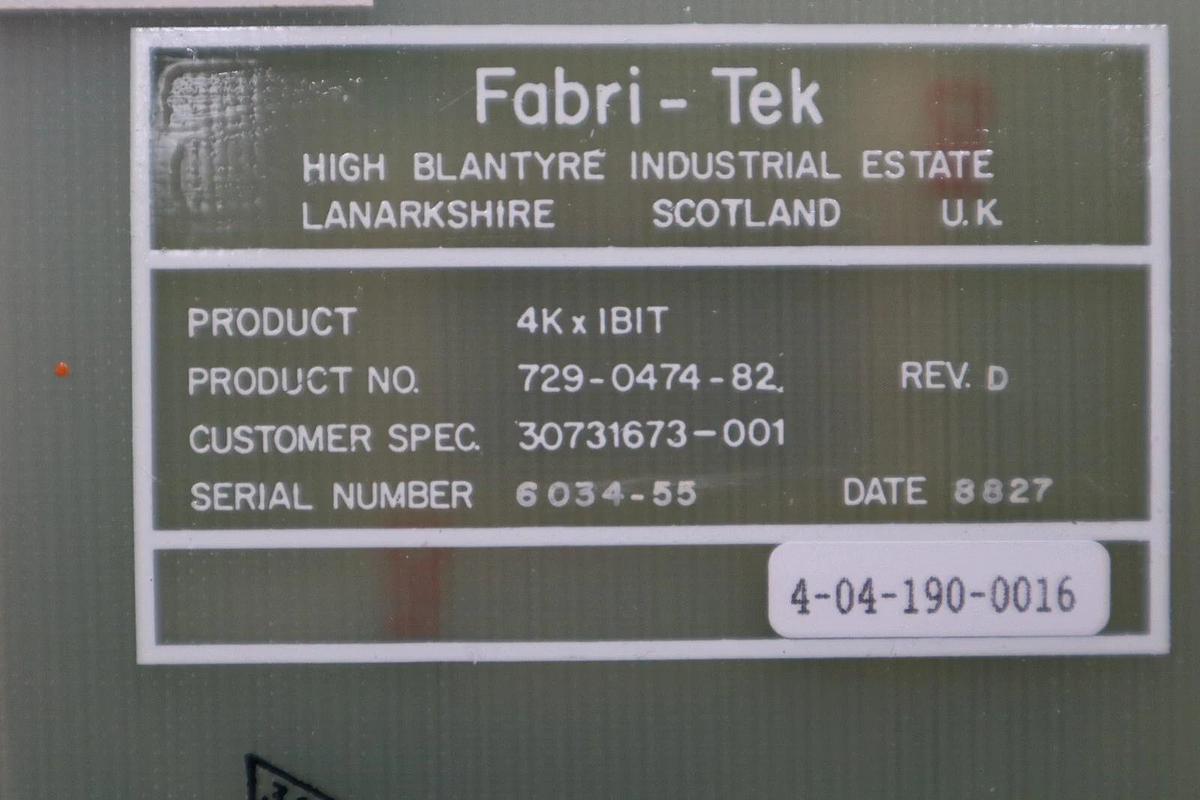 Fabri - Tek
HIGH BLANTYRE INDUSTRIAL ESTATE
LANARKSHIRE SCOTLAND U.K.
PRODUCT 4K x 1BIT
PRODUCT NO. 729-0474-82. REV. D
CUSTOMER SPEC. 30731673-001
SERIAL NUMBER 6034-55 DATE 8827
4-04-190-0016